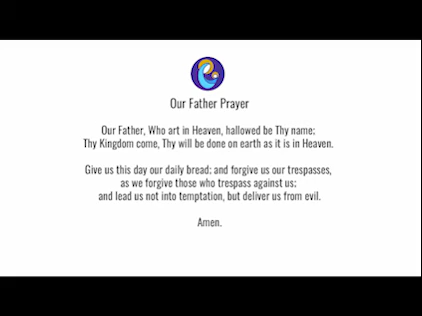 Our Father Prayer
Our Father, Who art in Heaven, hallowed be Thy name;
Thy Kingdom come, Thy will be done on earth as it is in Heaven.
Give us this day our daily bread; and forgive us our trespasses,
as we forgive those who trespass against us;
and lead us not into temptation, but deliver us from evil.
Amen.